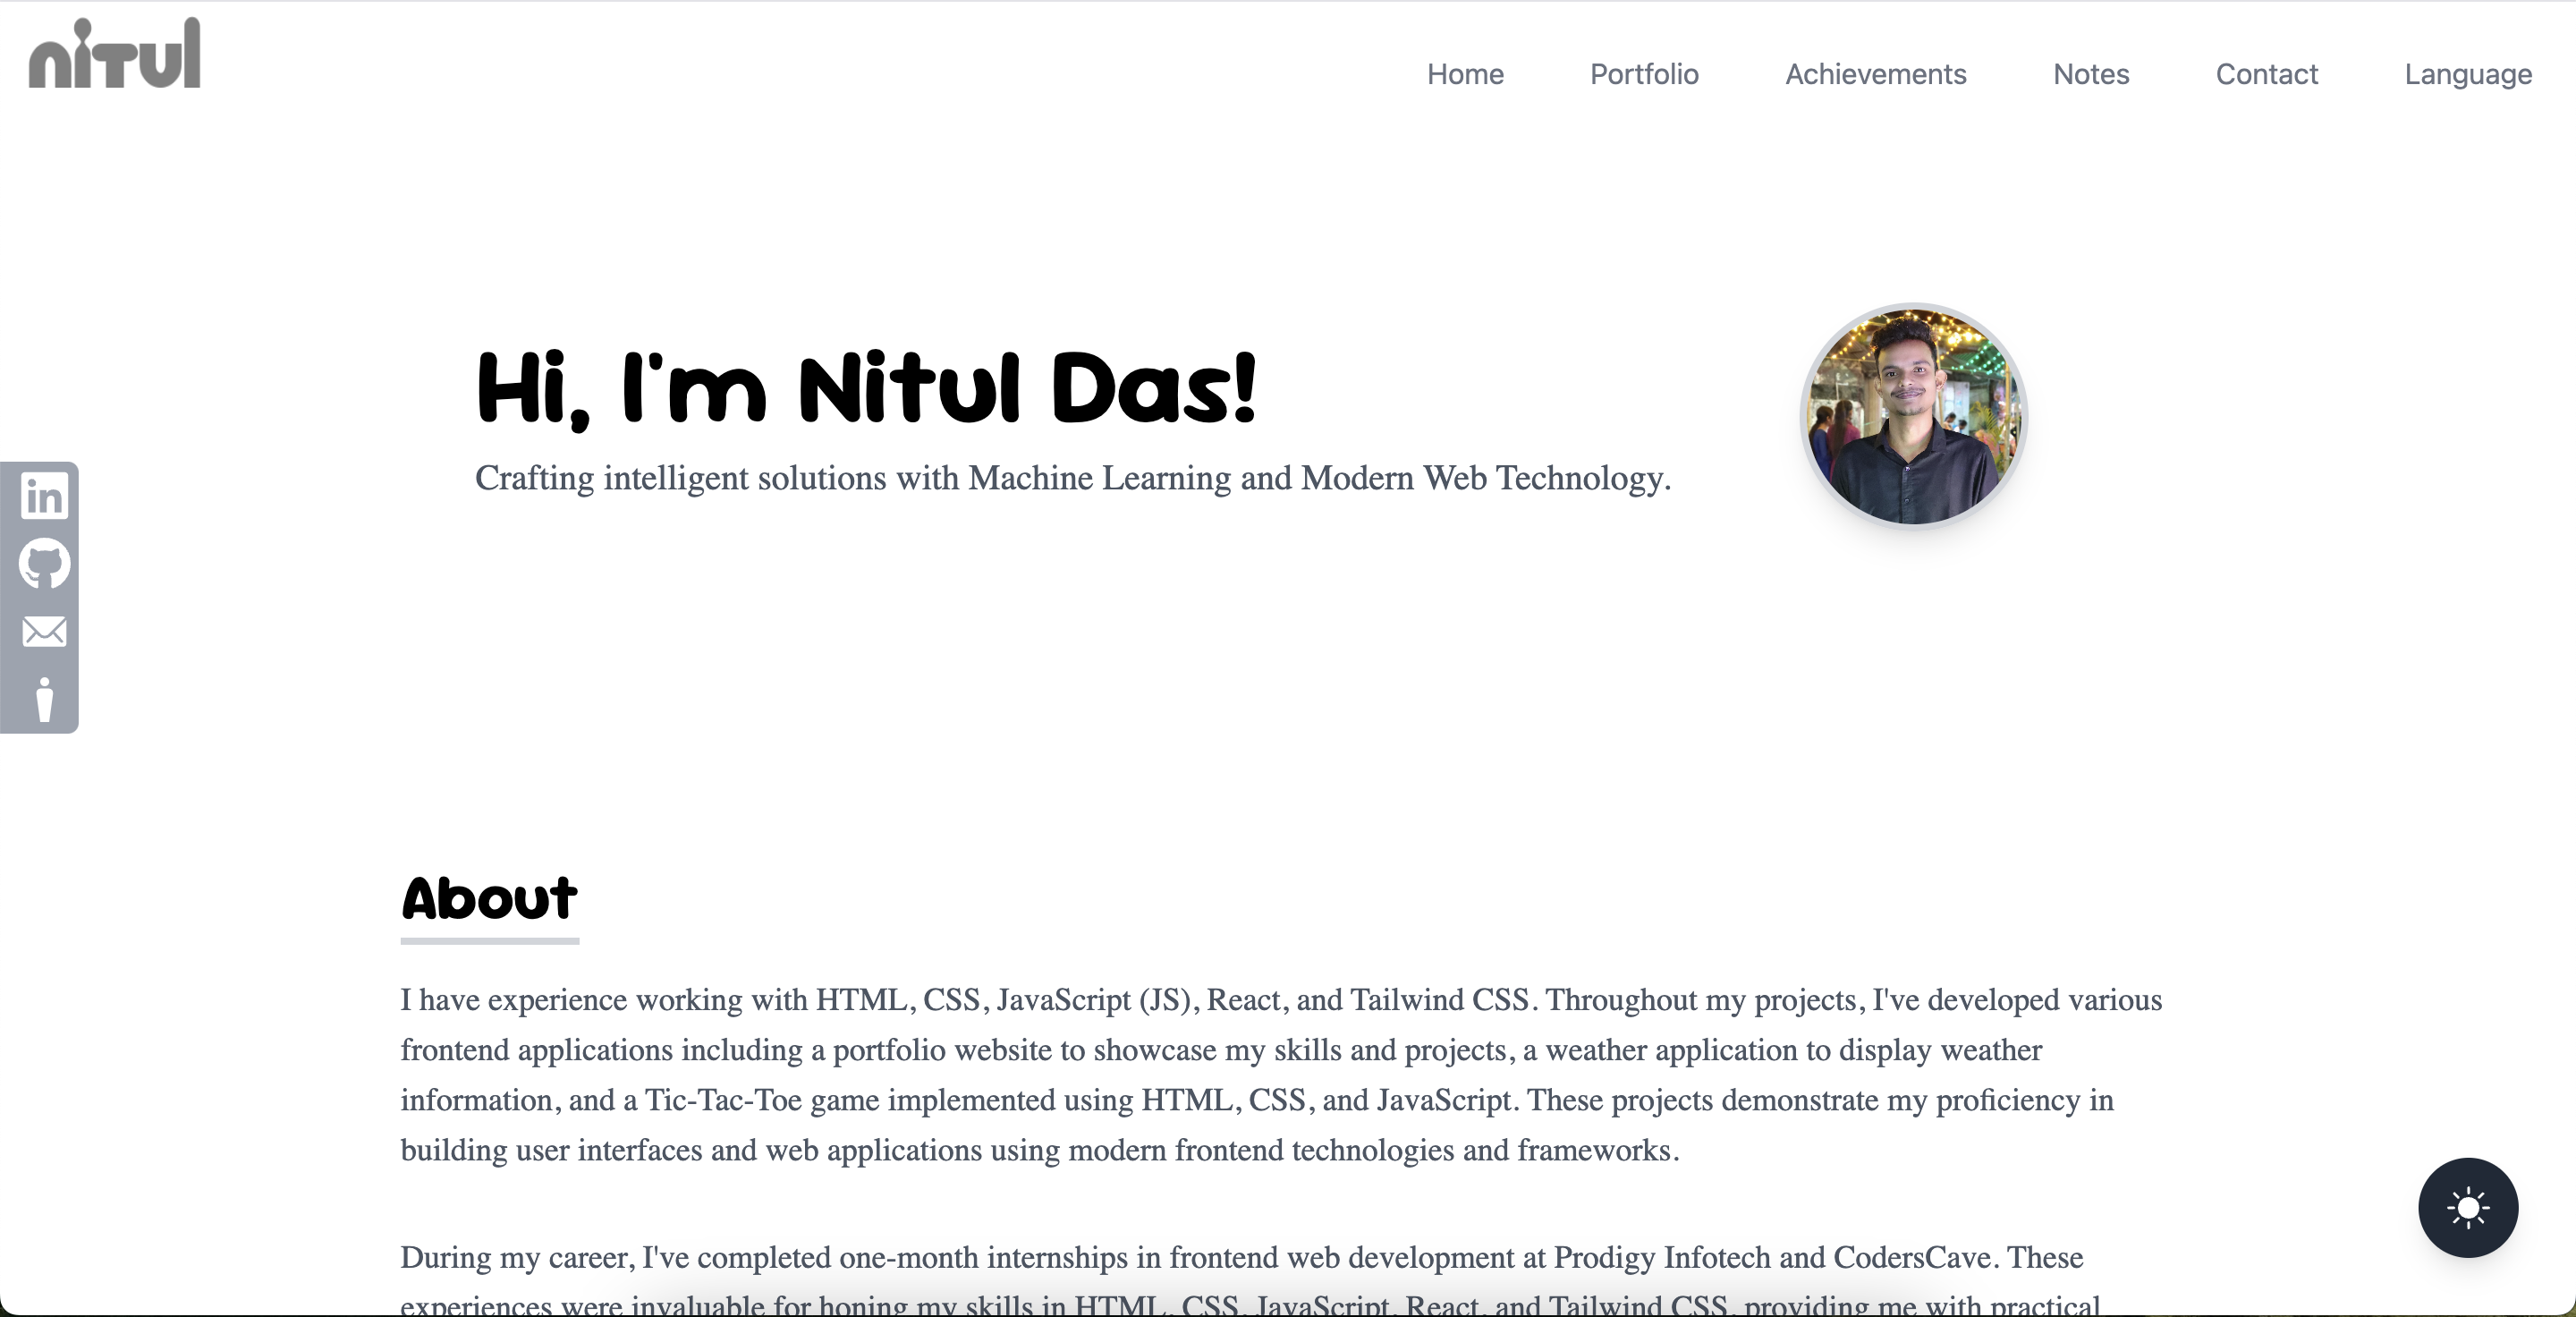 nitul
Home Portfolio Achievements Notes Contact Language
Hi, I'm Nitul Das!
Crafting intelligent solutions with Machine Learning and Modern Web Technology.
in
About
I have experience working with HTML, CSS, JavaScript (JS), React, and Tailwind CSS. Throughout my projects, I've developed various
frontend applications including a portfolio website to showcase my skills and projects, a weather application to display weather
information, and a Tic-Tac-Toe game implemented using HTML, CSS, and JavaScript. These projects demonstrate my proficiency in
building user interfaces and web applications using modern frontend technologies and frameworks.
During my career, I've completed one-month internships in frontend web development at Prodigy Infotech and CodersCave. These
experiences were invaluable for honing my skills in HTML, CSS, JavaScript, React, and Tailwind CSS, providing me with practical